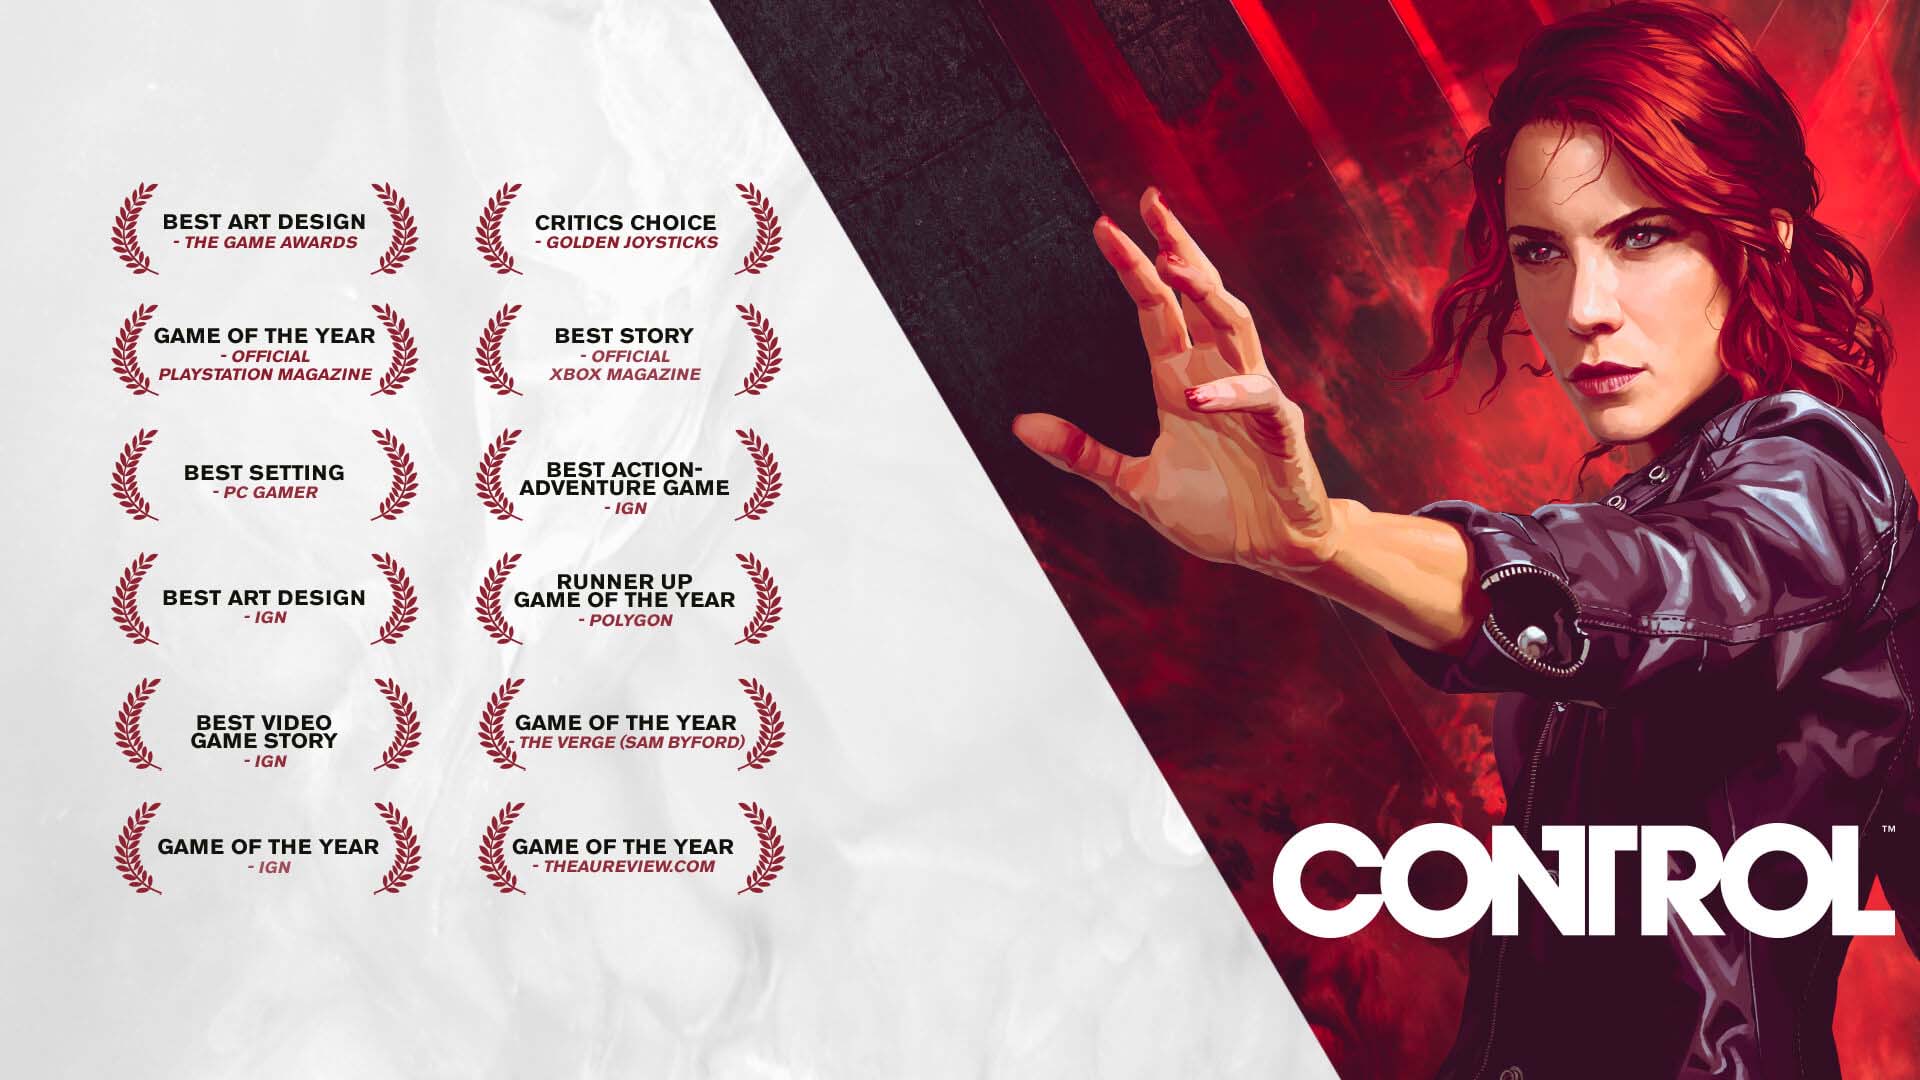 BEST ART DESIGN
- THE GAME AWARDS
CRITICS CHOICE
- GOLDEN JOYSTICKS
GAME OF THE YEAR
- OFFICIAL
PLAYSTATION MAGAZINE
BEST STORY
- OFFICIAL
XBOX MAGAZINE
BEST SETTING
- PC GAMER
BEST ACTION-
ADVENTURE GAME
- IGN
BEST ART DESIGN
- IGN
RUNNER UP
GAME OF THE YEAR
- POLYGON
BEST VIDEO
GAME STORY
- IGN
GAME OF THE YEAR
- THE VERGE (SAM BYFORD)
GAME OF THE YEAR
- IGN
GAME OF THE YEAR
- THEAUREVIEW.COM
CONTROL™